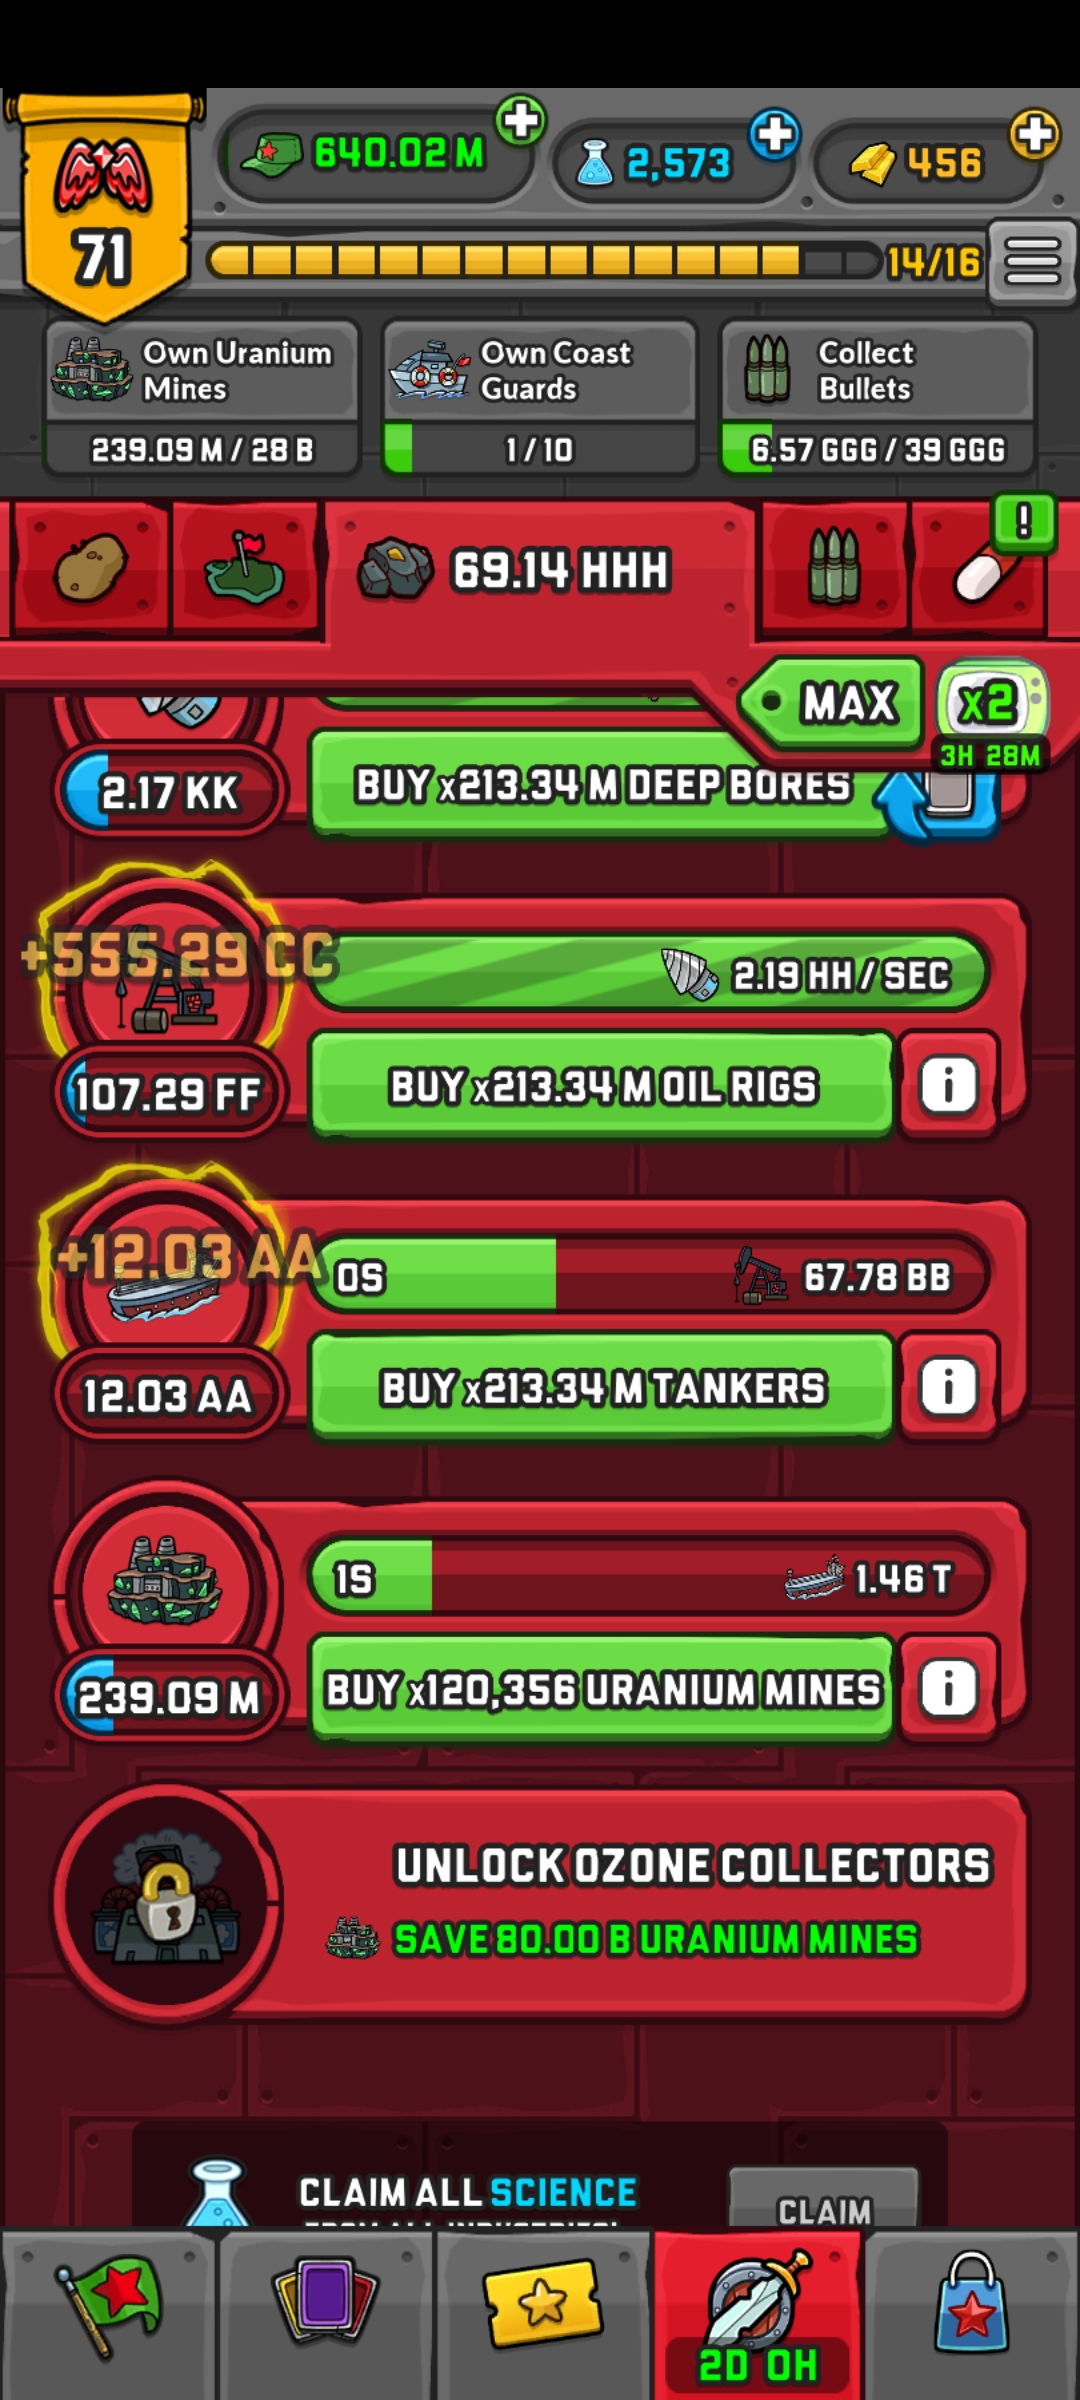 640.02 M
2,573
456
71
14/16
Own Uranium
Mines
239.09 M / 28 B
Own Coast
Guards
1 / 10
Collect
Bullets
6.57 GGG / 39 GGG
!
69.14 HHH
MAX
x2
3H 28M
2.17 KK
BUY x213.34 M DEEP BORES
+555.29 CC
2.19 HH / SEC
107.29 FF
BUY x213.34 M OIL RIGS
i
+12.03 AA
0S
67.78 BB
12.03 AA
BUY x213.34 M TANKERS
i
1S
1.46 T
239.09 M
BUY x120,356 URANIUM MINES
i
UNLOCK OZONE COLLECTORS
SAVE 80.00 B URANIUM MINES
CLAIM ALL SCIENCE
FROM ALL INDUSTRIES!
CLAIM
2D 0H